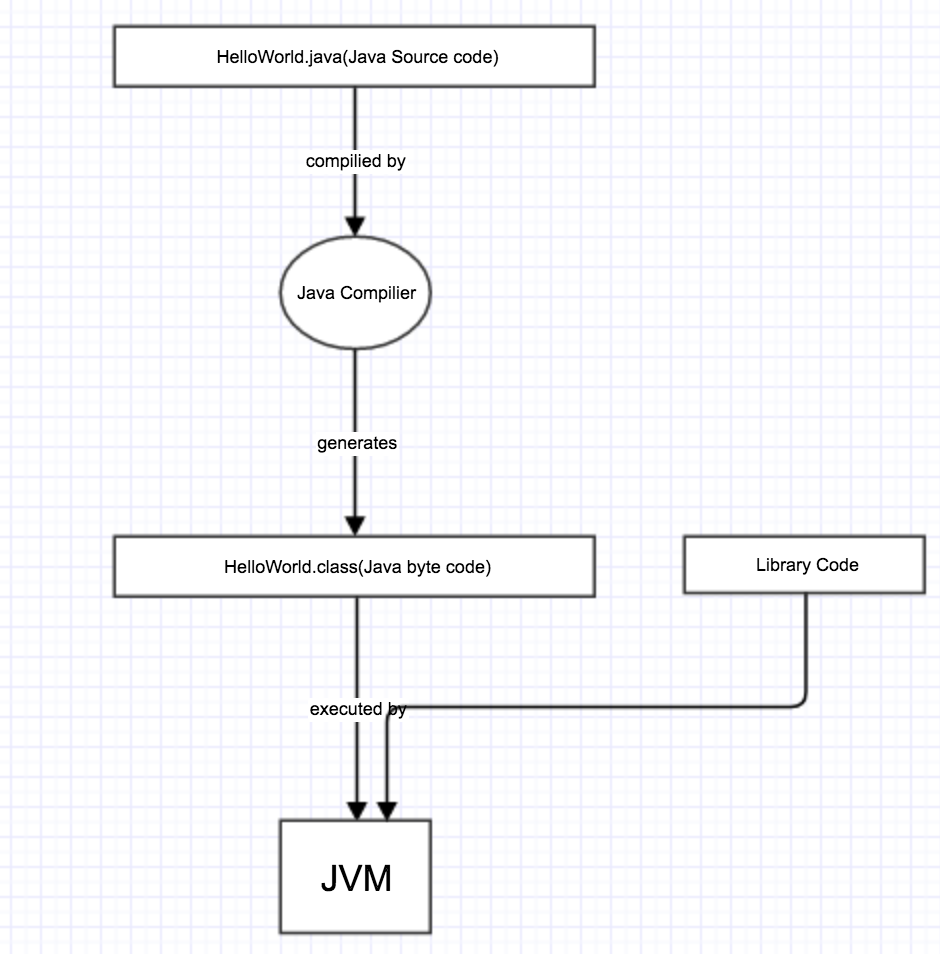 HelloWorld.java(Java Source code)
compilied by
Java Compilier
generates
HelloWorld.class(Java byte code)
Library Code
executed by
JVM